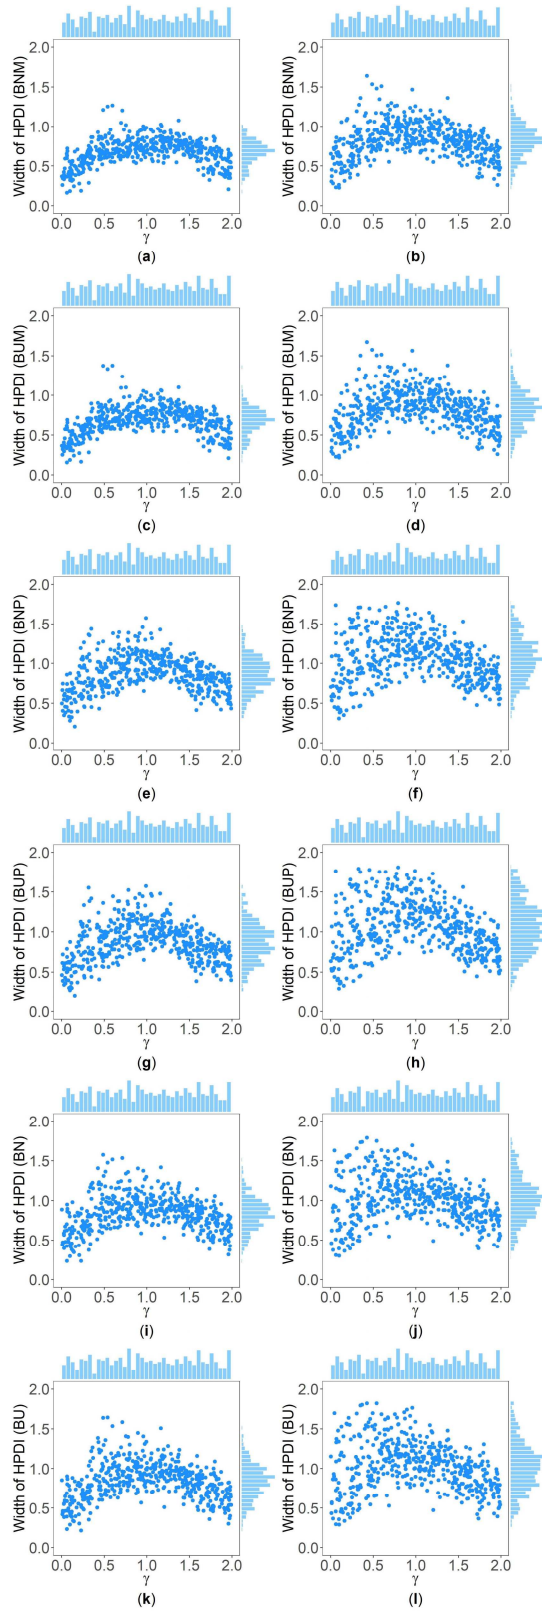 2.0 2.0
1.5 1.5
1.0 1.0
0.5 0.5
0.0 0.0
Width of HPDI (BNM) Width of HPDI (BNM)
0.0 0.5 1.0 1.5 2.0 0.0 0.5 1.0 1.5 2.0
γ γ
(a) (b)
2.0 2.0
1.5 1.5
1.0 1.0
0.5 0.5
0.0 0.0
Width of HPDI (BUM) Width of HPDI (BUM)
0.0 0.5 1.0 1.5 2.0 0.0 0.5 1.0 1.5 2.0
γ γ
(c) (d)
2.0 2.0
1.5 1.5
1.0 1.0
0.5 0.5
0.0 0.0
Width of HPDI (BNP) Width of HPDI (BNP)
0.0 0.5 1.0 1.5 2.0 0.0 0.5 1.0 1.5 2.0
γ γ
(e) (f)
2.0 2.0
1.5 1.5
1.0 1.0
0.5 0.5
0.0 0.0
Width of HPDI (BUP) Width of HPDI (BUP)
0.0 0.5 1.0 1.5 2.0 0.0 0.5 1.0 1.5 2.0
γ γ
(g) (h)
2.0 2.0
1.5 1.5
1.0 1.0
0.5 0.5
0.0 0.0
Width of HPDI (BN) Width of HPDI (BN)
0.0 0.5 1.0 1.5 2.0 0.0 0.5 1.0 1.5 2.0
γ γ
(i) (j)
2.0 2.0
1.5 1.5
1.0 1.0
0.5 0.5
0.0 0.0
Width of HPDI (BU) Width of HPDI (BU)
0.0 0.5 1.0 1.5 2.0 0.0 0.5 1.0 1.5 2.0
γ γ
(k) (l)